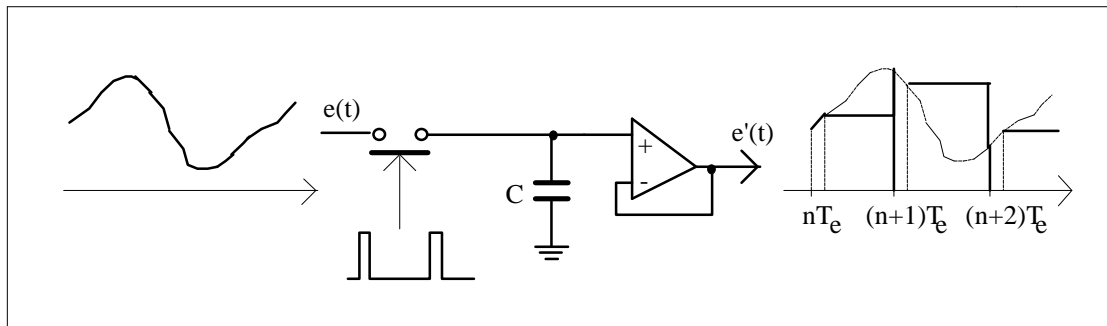 e(t)
C
+
-
e'(t)
nTe (n+1)Te (n+2)Te